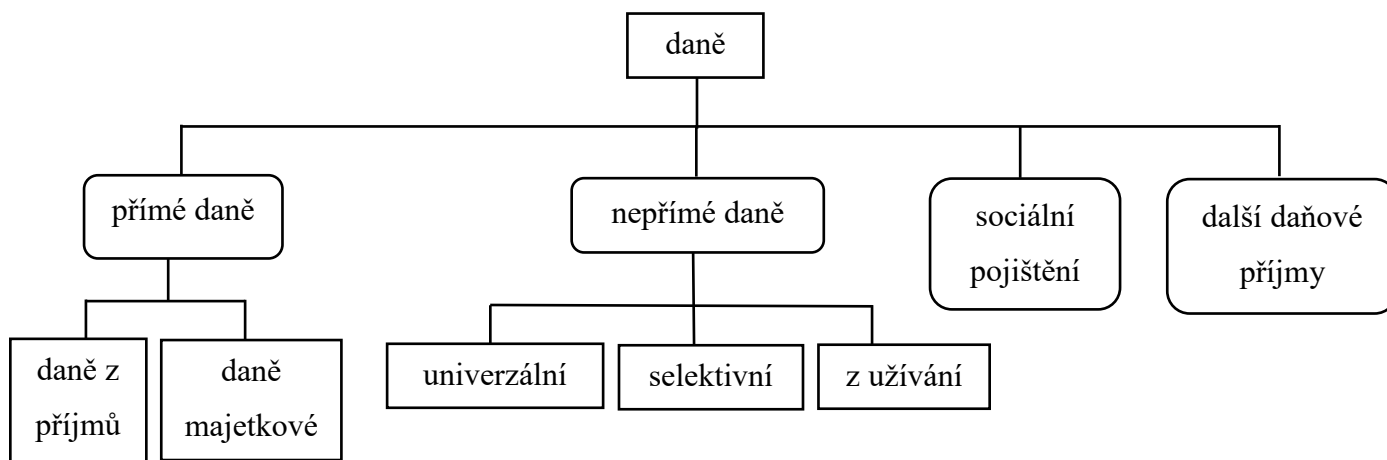 daně
přímé daně
nepřímé daně
sociální
pojištění
další daňové
příjmy
daně z
příjmů
daně
majetkové
univerzální
selektivní
z užívání